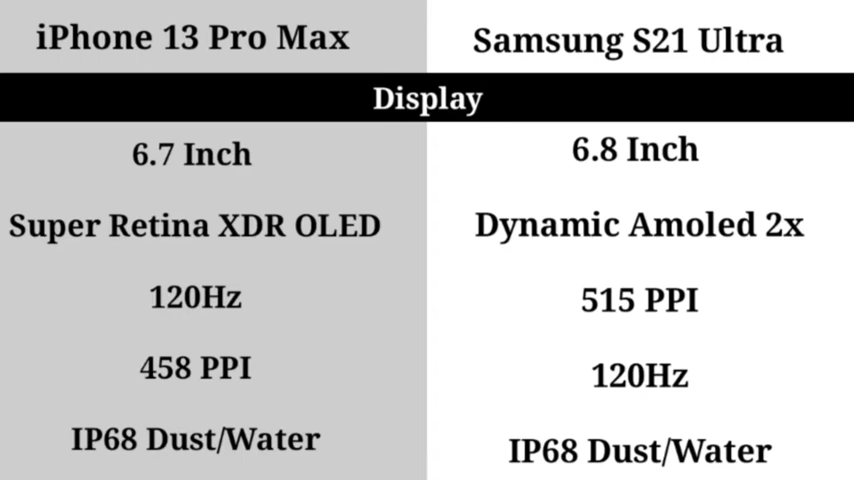 iPhone 13 Pro Max
Samsung S21 Ultra
Display
6.7 Inch
6.8 Inch
Super Retina XDR OLED
Dynamic Amoled 2x
120Hz
515 PPI
458 PPI
120Hz
IP68 Dust/Water
IP68 Dust/Water